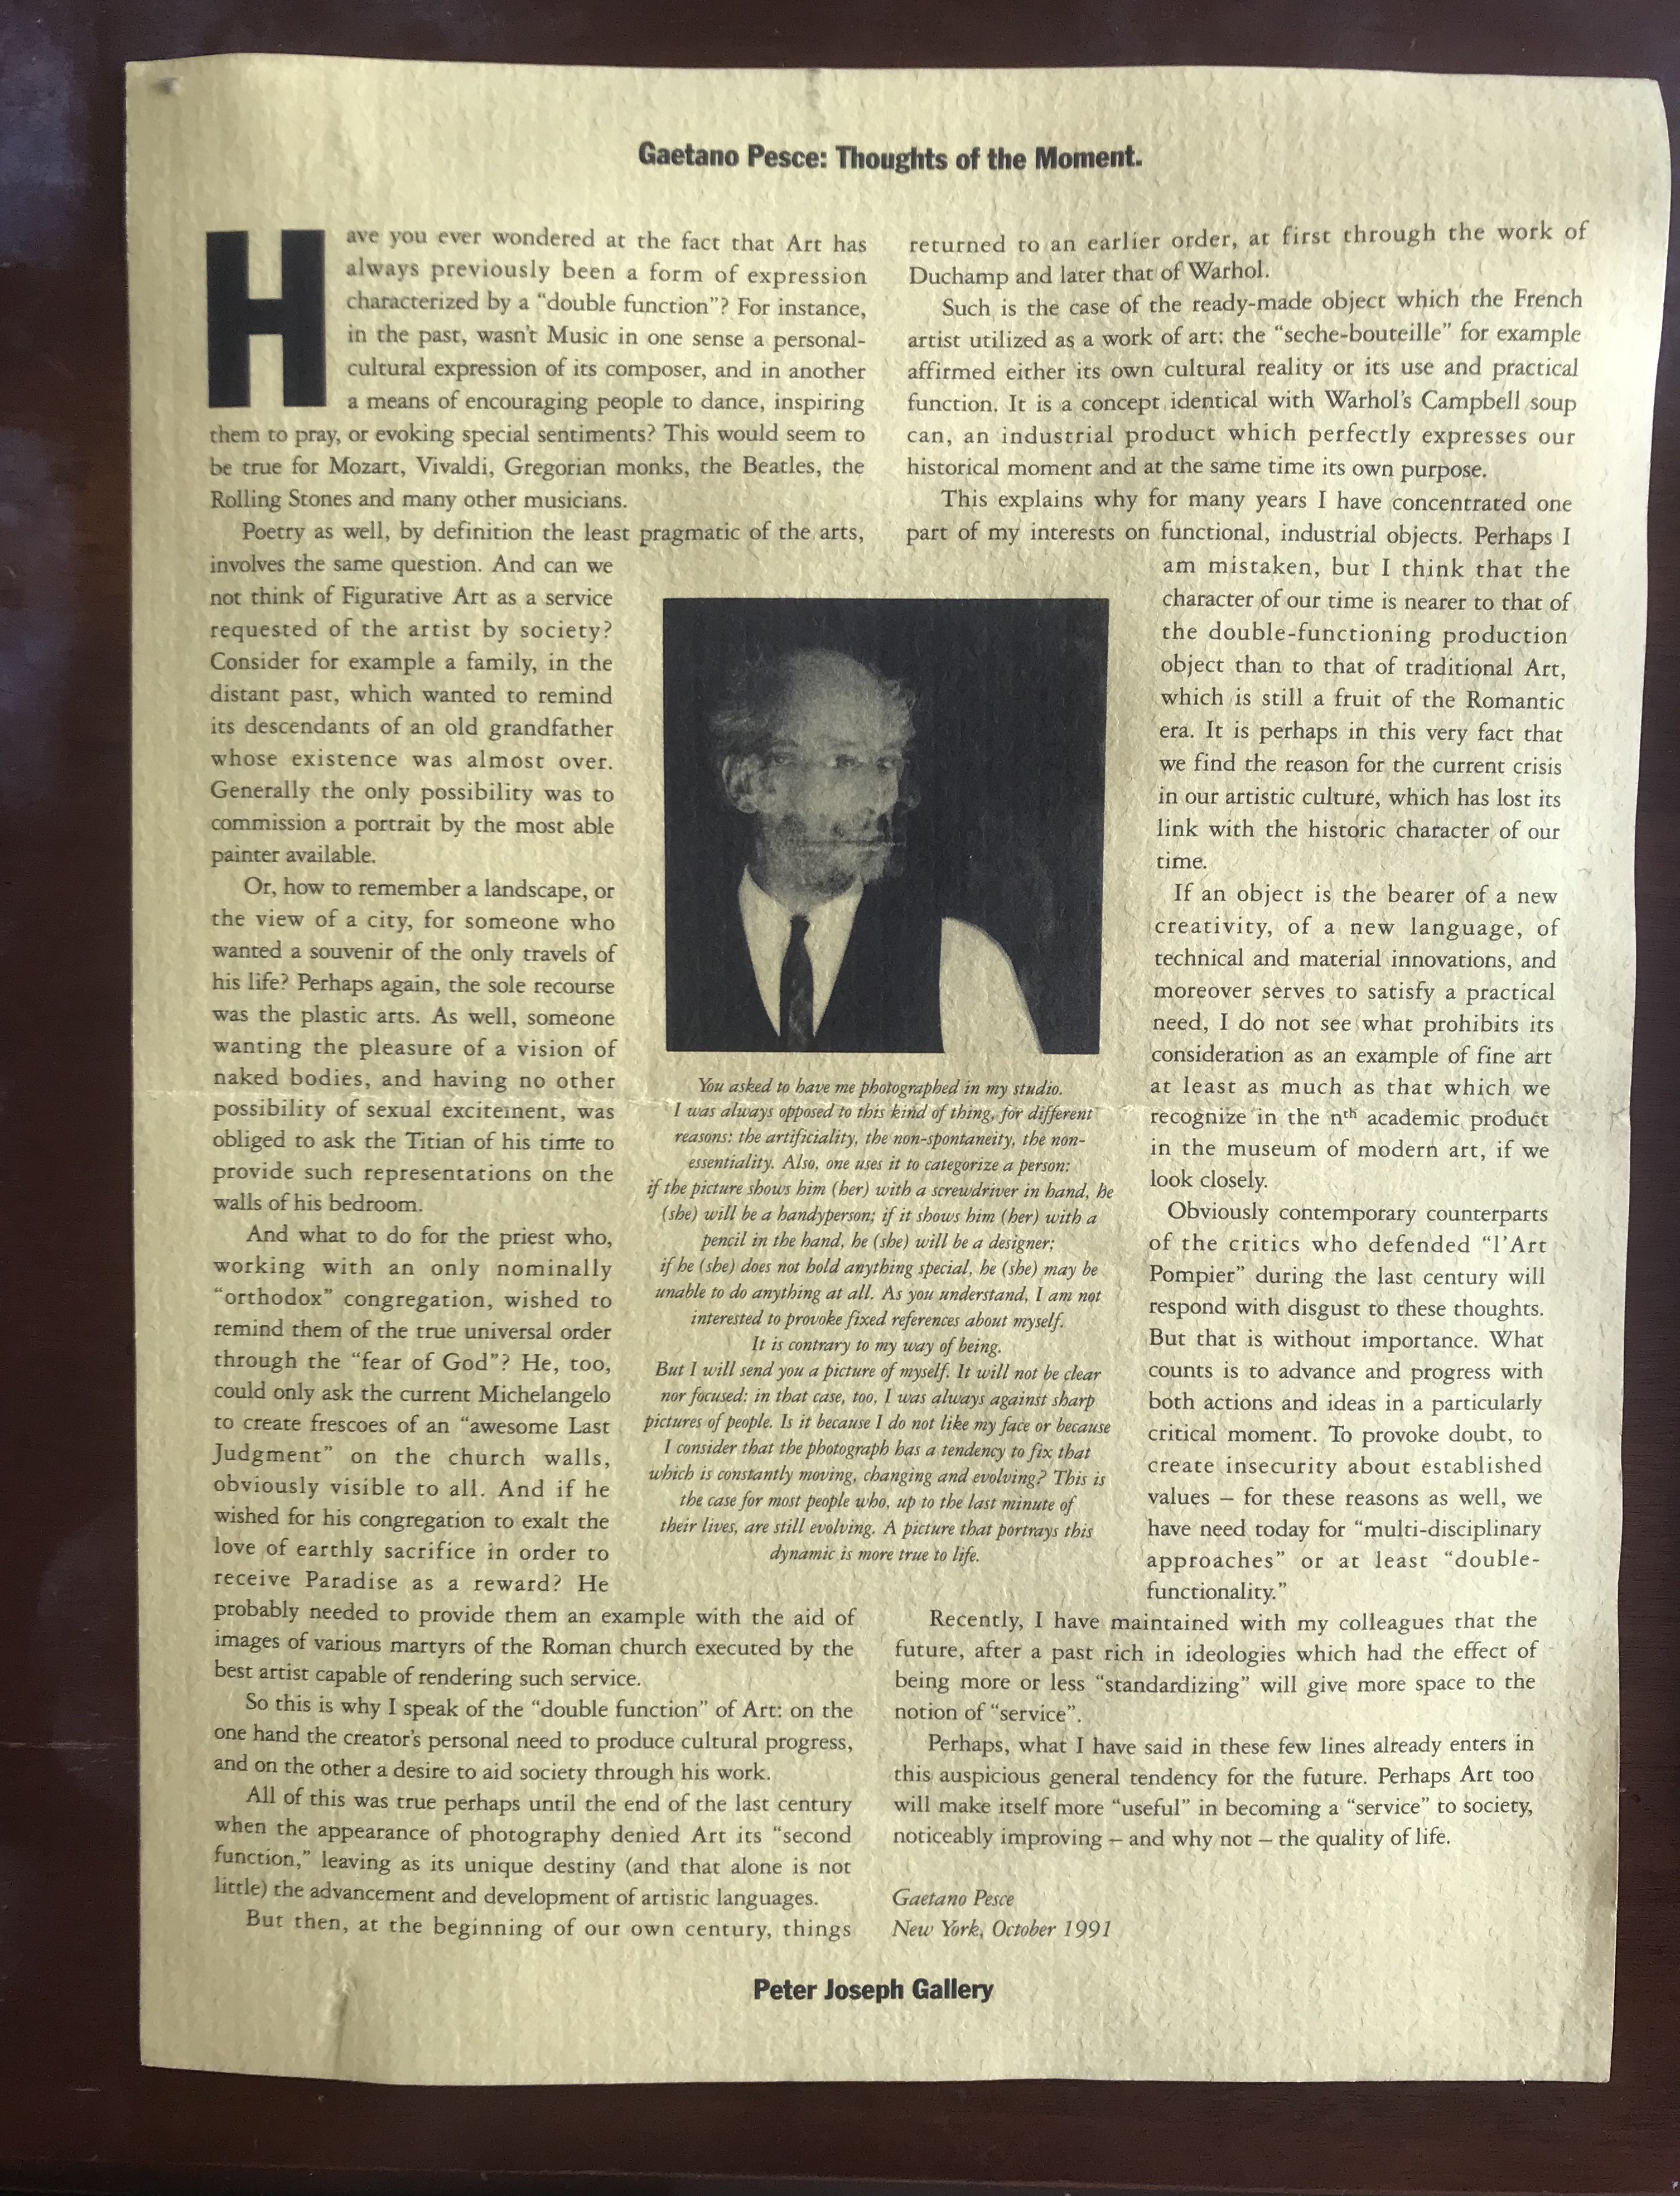 Gaetano Pesce: Thoughts of the Moment.
Have you ever wondered at the fact that Art has
always previously been a form of expression
characterized by a “double function”? For instance,
in the past, wasn’t Music in one sense a personal-
cultural expression of its composer, and in another
a means of encouraging people to dance, inspiring
them to pray, or evoking special sentiments? This would seem to
be true for Mozart, Vivaldi, Gregorian monks, the Beatles, the
Rolling Stones and many other musicians.
Poetry as well, by definition the least pragmatic of the arts,
involves the same question. And can we
not think of Figurative Art as a service
requested of the artist by society?
Consider for example a family, in the
distant past, which wanted to remind
its descendants of an old grandfather
whose existence was almost over.
Generally the only possibility was to
commission a portrait by the most able
painter available.
Or, how to remember a landscape, or
the view of a city, for someone who
wanted a souvenir of the only travels of
his life? Perhaps again, the sole recourse
was the plastic arts. As well, someone
wanting the pleasure of a vision of
naked bodies, and having no other
possibility of sexual excitement, was
obliged to ask the Titian of his time to
provide such representations on the
walls of his bedroom.
And what to do for the priest who,
working with an only nominally
“orthodox” congregation, wished to
remind them of the true universal order
through the “fear of God”? He, too,
could only ask the current Michelangelo
to create frescoes of an “awesome Last
Judgment” on the church walls,
obviously visible to all. And if he
wished for his congregation to exalt the
love of earthly sacrifice in order to
receive Paradise as a reward? He
probably needed to provide them an example with the aid of
images of various martyrs of the Roman church executed by the
best artist capable of rendering such service.
So this is why I speak of the “double function” of Art: on the
one hand the creator’s personal need to produce cultural progress,
and on the other a desire to aid society through his work.
All of this was true perhaps until the end of the last century
when the appearance of photography denied Art its “second
function,” leaving as its unique destiny (and that alone is not
little) the advancement and development of artistic languages.
But then, at the beginning of our own century, things
returned to an earlier order, at first through the work of
Duchamp and later that of Warhol.
Such is the case of the ready-made object which the French
artist utilized as a work of art: the “seche-bouteille” for example
affirmed either its own cultural reality or its use and practical
function. It is a concept identical with Warhol’s Campbell soup
can, an industrial product which perfectly expresses our
historical moment and at the same time its own purpose.
This explains why for many years I have concentrated one
part of my interests on functional, industrial objects. Perhaps I
am mistaken, but I think that the
character of our time is nearer to that of
the double-functioning production
object than to that of traditional Art,
which is still a fruit of the Romantic
era. It is perhaps in this very fact that
we find the reason for the current crisis
in our artistic culture, which has lost its
link with the historic character of our
time.
If an object is the bearer of a new
creativity, of a new language, of
technical and material innovations, and
moreover serves to satisfy a practical
need, I do not see what prohibits its
consideration as an example of fine art
at least as much as that which we
recognize in the nth academic product
in the museum of modern art, if we
look closely.
Obviously contemporary counterparts
of the critics who defended “l’Art
Pompier” during the last century will
respond with disgust to these thoughts.
But that is without importance. What
counts is to advance and progress with
both actions and ideas in a particularly
critical moment. To provoke doubt, to
create insecurity about established
values – for these reasons as well, we
have need today for “multi-disciplinary
approaches” or at least “double-
functionality.”
Recently, I have maintained with my colleagues that the
future, after a past rich in ideologies which had the effect of
being more or less “standardizing” will give more space to the
notion of “service”.
Perhaps, what I have said in these few lines already enters in
this auspicious general tendency for the future. Perhaps Art too
will make itself more “useful” in becoming a “service” to society,
noticeably improving – and why not – the quality of life.
Gaetano Pesce
New York, October 1991
You asked to have me photographed in my studio.
I was always opposed to this kind of thing, for different
reasons: the artificiality, the non-spontaneity, the non-
essentiality. Also, one uses it to categorize a person:
if the picture shows him (her) with a screwdriver in hand, he
(she) will be a handyperson; if it shows him (her) with a
pencil in the hand, he (she) will be a designer;
if he (she) does not hold anything special, he (she) may be
unable to do anything at all. As you understand, I am not
interested to provoke fixed references about myself.
It is contrary to my way of being.
But I will send you a picture of myself. It will not be clear
nor focused: in that case, too, I was always against sharp
pictures of people. Is it because I do not like my face or because
I consider that the photograph has a tendency to fix that
which is constantly moving, changing and evolving? This is
the case for most people who, up to the last minute of
their lives, are still evolving. A picture that portrays this
dynamic is more true to life.
Peter Joseph Gallery